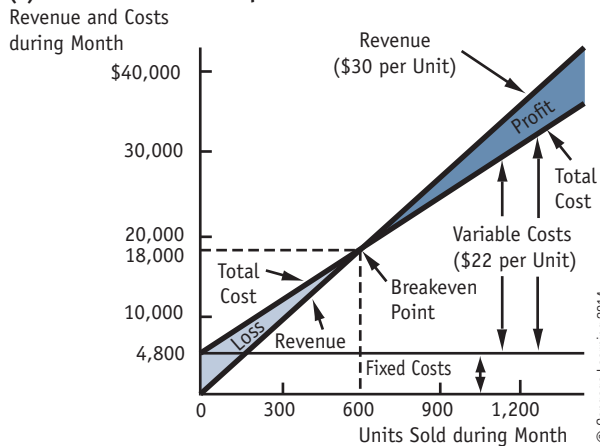 Revenue and Costs
during Month
$40,000
30,000
20,000
18,000
10,000
4,800
Revenue
($30 per Unit)
Profit
Total
Cost
Variable Costs
($22 per Unit)
Total
Cost
Breakeven
Point
Loss
Revenue
Fixed Costs
0
300
600
900
1,200
Units Sold during Month